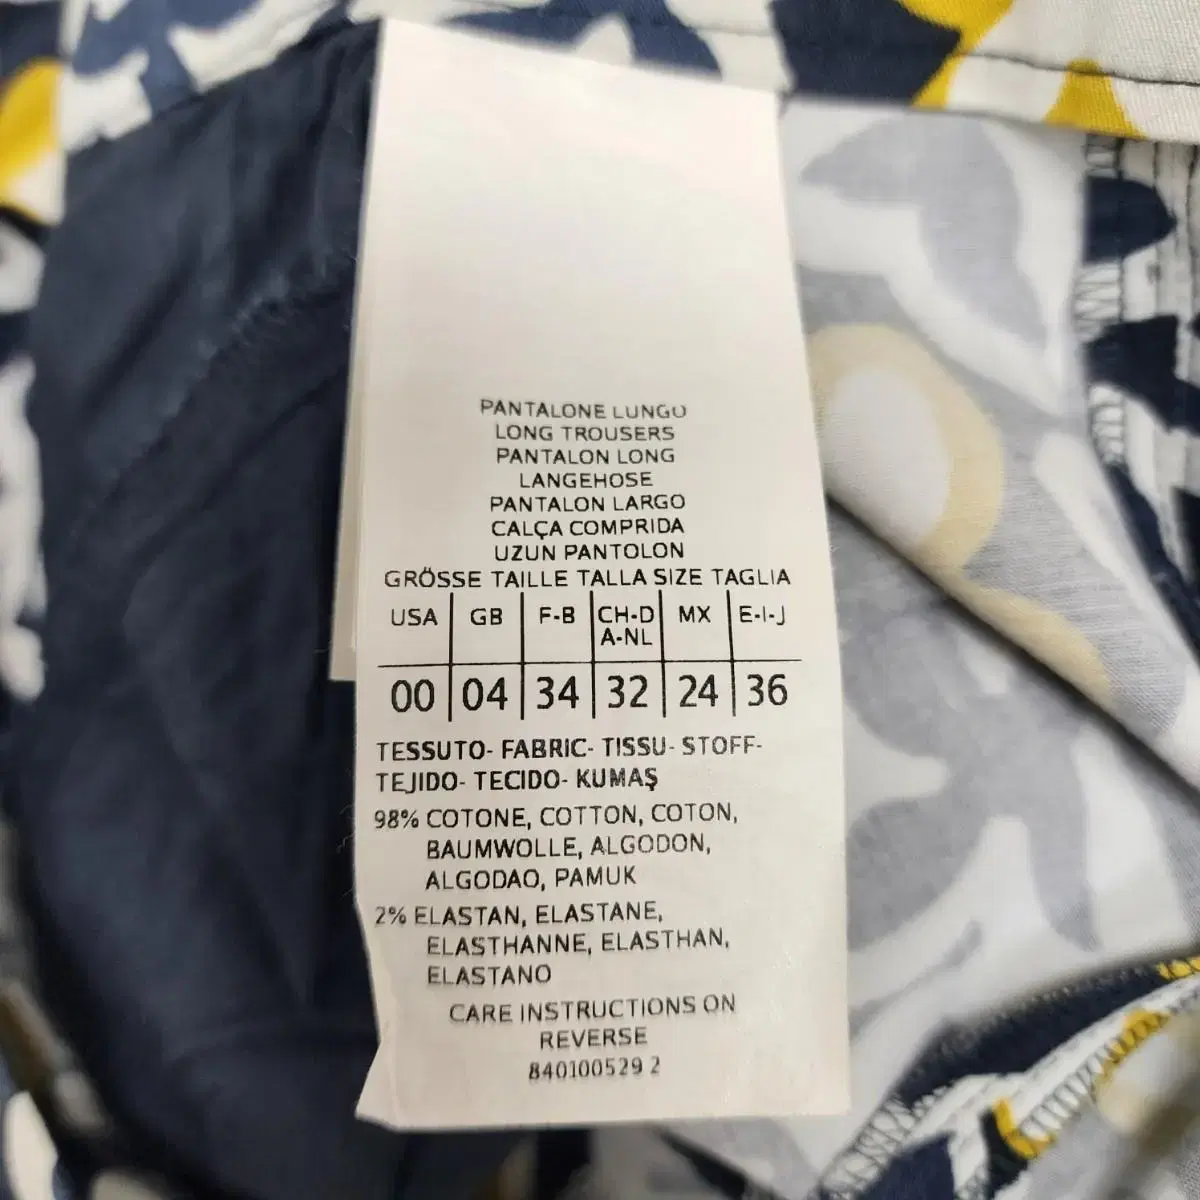 PANTALONE LUNGO
LONG TROUSERS
PANTALON LONG
LANGEHOSE
PANTALON LARGO
CALÇA COMPRIDA
UZUN PANTOLON
GRÖSSE TAILLE TALLA SIZE TAGLIA
USA GB F-B CH-D A-NL MX E-I-J
00 04 34 32 24 36
TESSUTO- FABRIC- TISSU- STOFF-
TEJIDO- TECIDO- KUMAŞ
98% COTONE, COTTON, COTON,
BAUMWOLLE, ALGODON,
ALGODAO, PAMUK
2% ELASTAN, ELASTANE,
ELASTHANNE, ELASTHAN,
ELASTANO
CARE INSTRUCTIONS ON
REVERSE
840100529 2